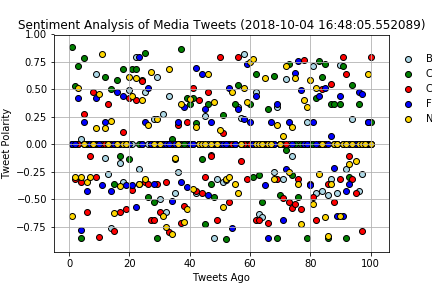 Sentiment Analysis of Media Tweets (2018-10-04 16:48:05.552089)
Tweet Polarity
1.00
0.75
0.50
0.25
0.00
−0.25
−0.50
−0.75
0
20
40
60
80
100
Tweets Ago
B
C
C
F
N